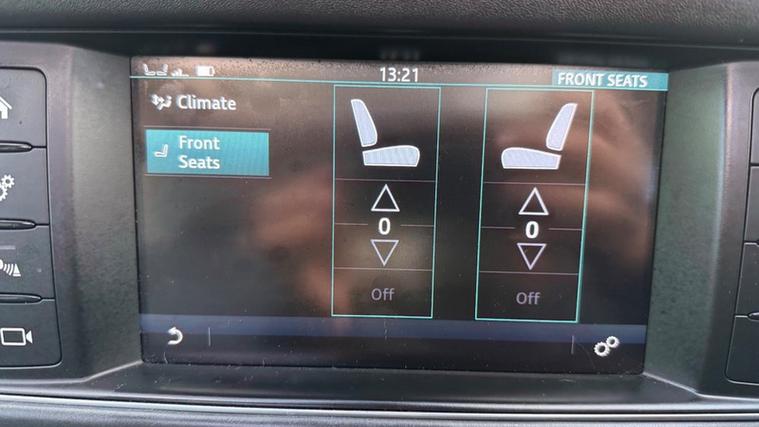 13:21
FRONT SEATS
Climate
Front
Seats
0
0
Off
Off